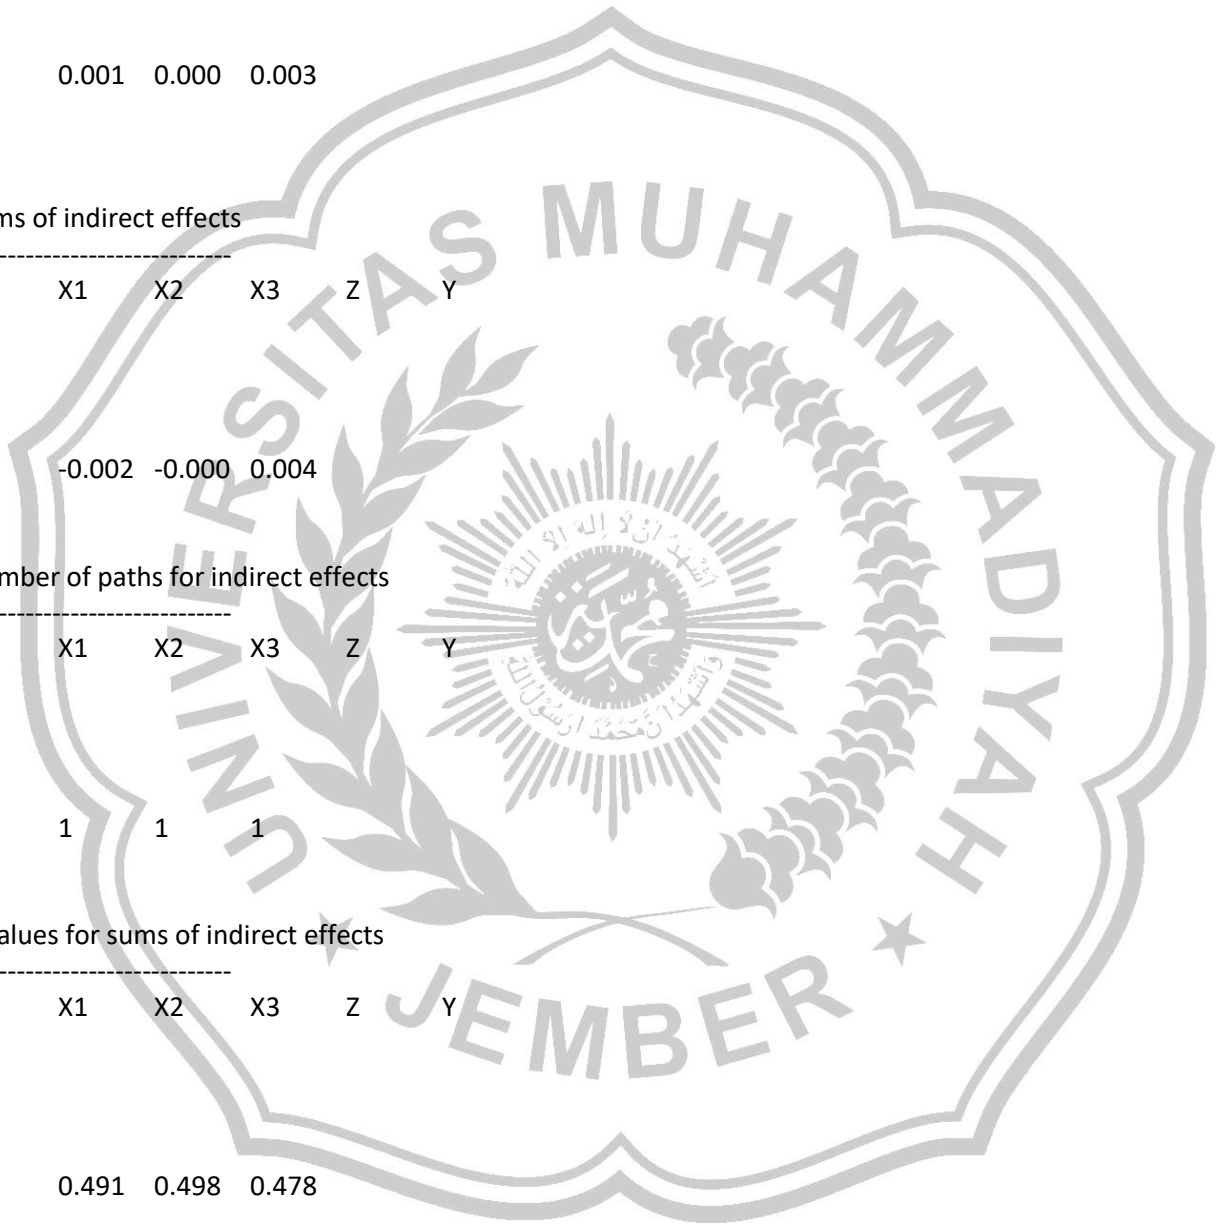 0.001 0.000 0.003
ms of indirect effects
--------------------------
X1 X2 X3 Z Y
-0.002 -0.000 0.004
mber of paths for indirect effects
--------------------------
X1 X2 X3 Z Y
1 1 1
alues for sums of indirect effects
--------------------------
X1 X2 X3 Z Y
0.491 0.498 0.478
UNIVERSITAS MUHAMMADIYAH
JEMBER